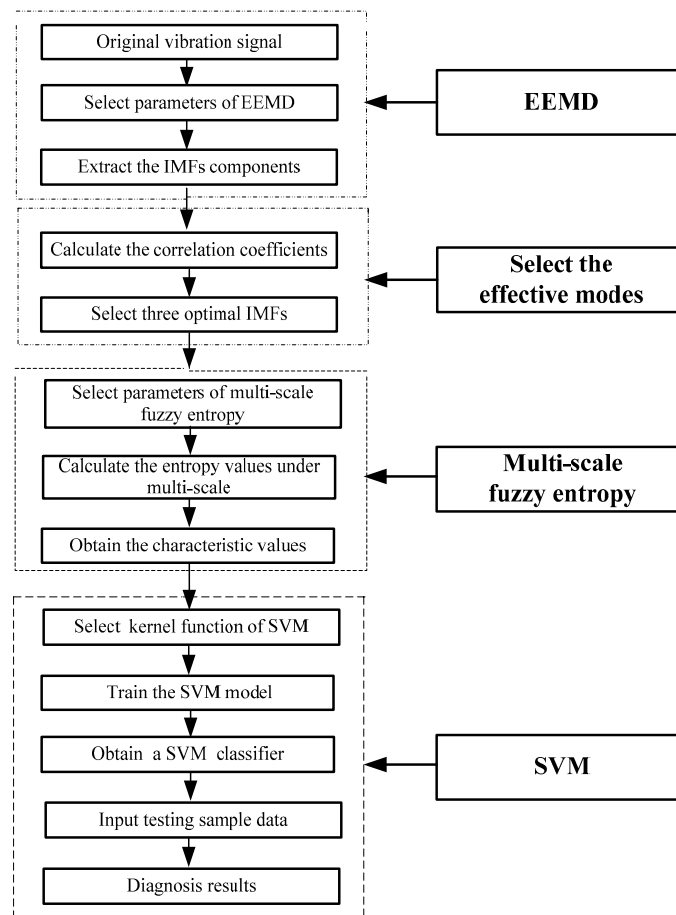 Original vibration signal
Select parameters of EEMD
Extract the IMFs components
EEMD
Calculate the correlation coefficients
Select three optimal IMFs
Select the
effective modes
Select parameters of multi-scale
fuzzy entropy
Calculate the entropy values under
multi-scale
Obtain the characteristic values
Multi-scale
fuzzy entropy
Select kernel function of SVM
Train the SVM model
Obtain a SVM classifier
Input testing sample data
Diagnosis results
SVM